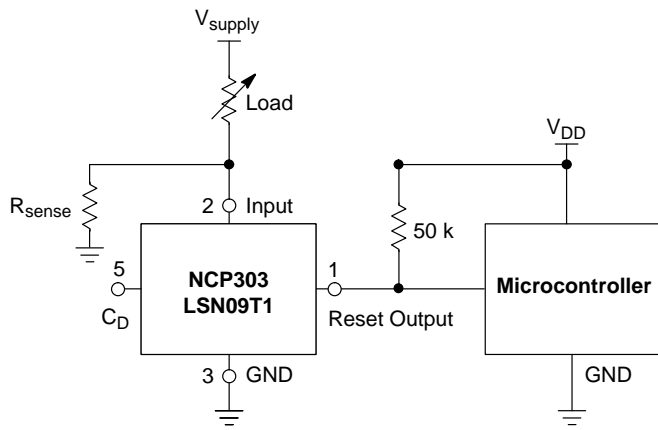 Vsupply
Load
VDD
Rsense
2 Input
50 k
5
NCP303
LSN09T1
1
Microcontroller
CD
Reset Output
3 GND
GND